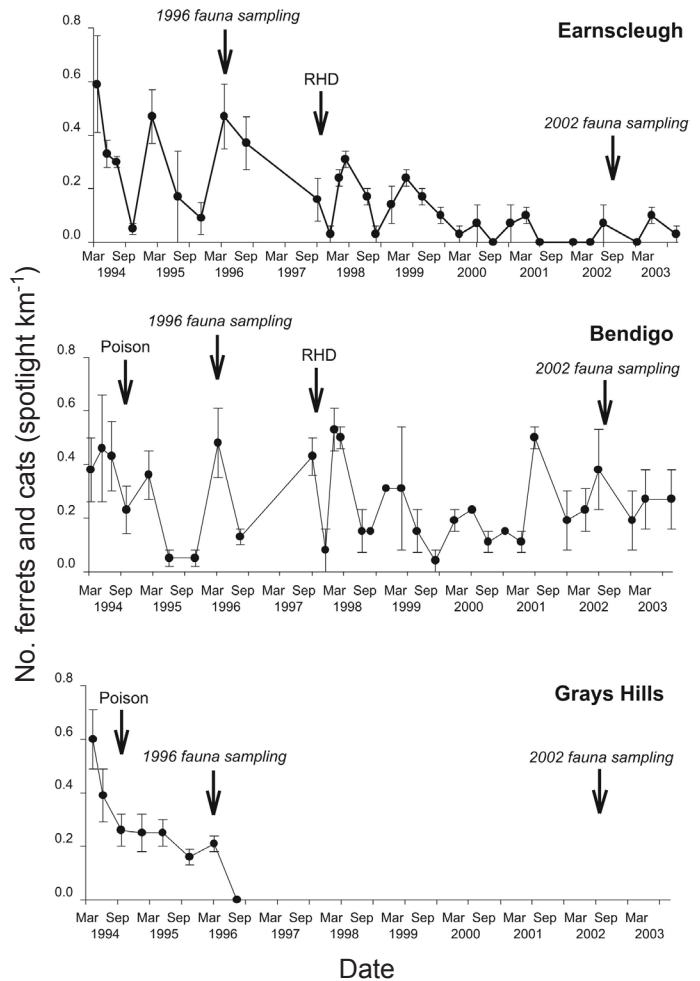 1996 fauna sampling
Earnscleugh
RHD
2002 fauna sampling
0.8
0.6
0.4
0.2
0.0
Mar Sep Mar Sep Mar Sep Mar Sep Mar Sep Mar Sep Mar Sep Mar Sep Mar Sep Mar
1994 1995 1996 1997 1998 1999 2000 2001 2002 2003
No. ferrets and cats (spotlight km-1)
1996 fauna sampling
Bendigo
Poison
RHD
2002 fauna sampling
0.8
0.6
0.4
0.2
0.0
Mar Sep Mar Sep Mar Sep Mar Sep Mar Sep Mar Sep Mar Sep Mar Sep Mar Sep Mar
1994 1995 1996 1997 1998 1999 2000 2001 2002 2003
Grays Hills
Poison
1996 fauna sampling
2002 fauna sampling
0.8
0.6
0.4
0.2
0.0
Mar Sep Mar Sep Mar Sep Mar Sep Mar Sep Mar Sep Mar Sep Mar Sep Mar Sep Mar
1994 1995 1996 1997 1998 1999 2000 2001 2002 2003
Date